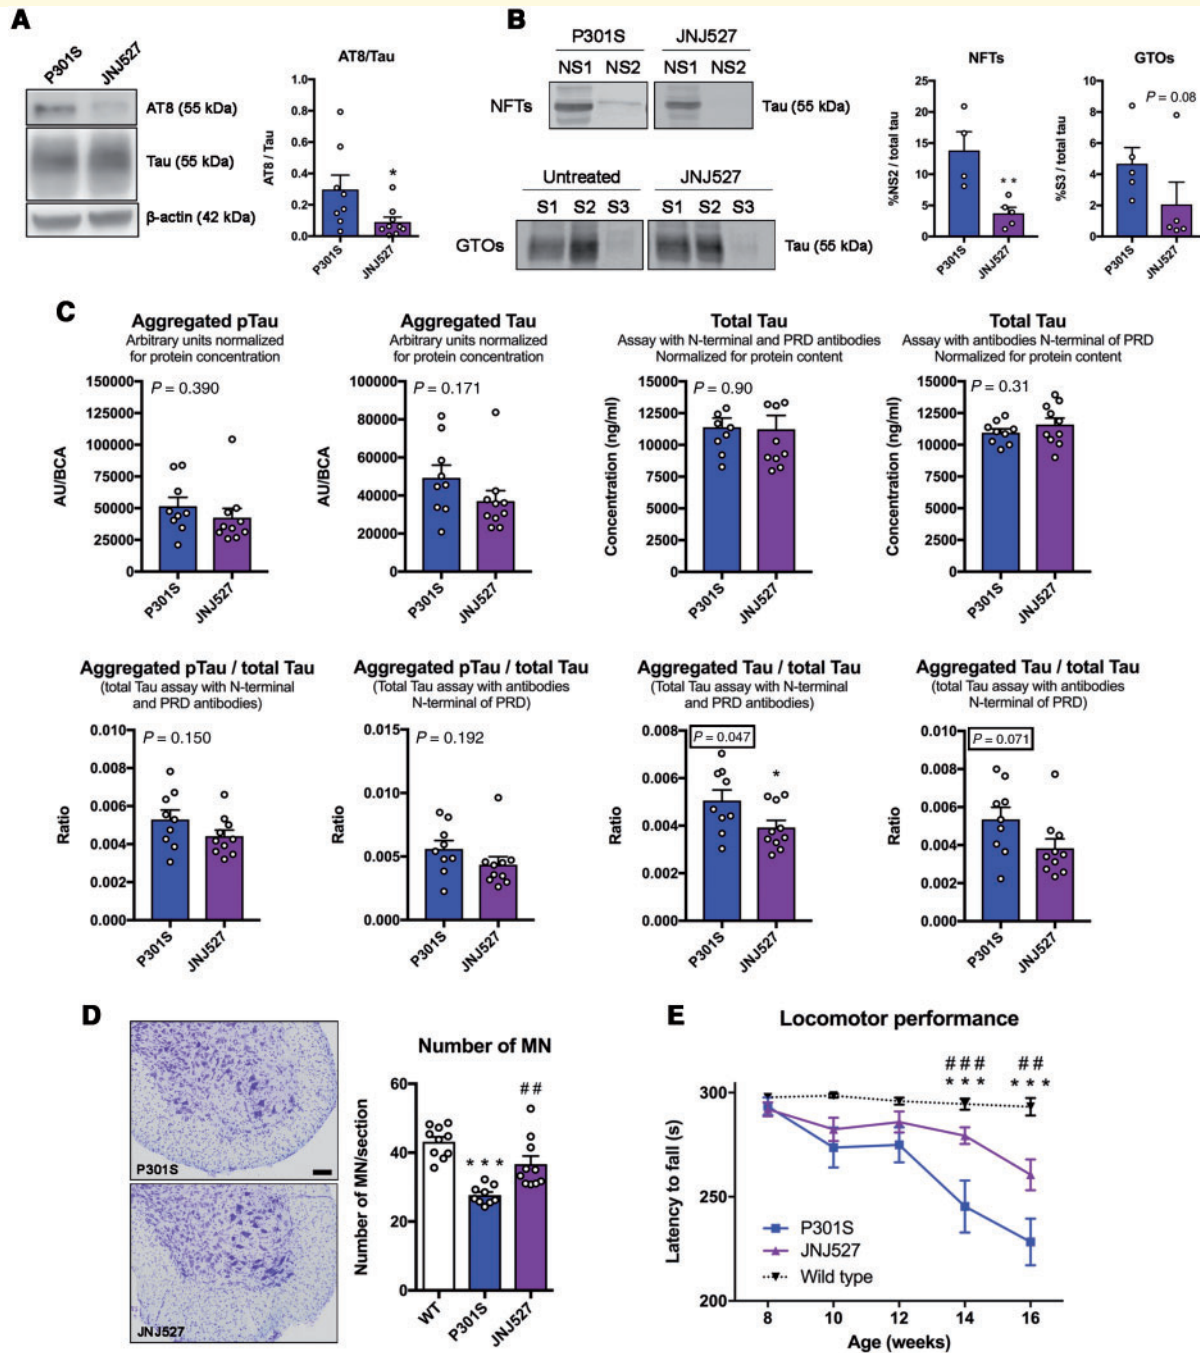 A
P301S
JNJ527
AT8 (55 kDa)
Tau (55 kDa)
β-actin (42 kDa)
AT8/Tau
AT8 / Tau
1.0
0.8
0.6
0.4
0.2
0.0
*
P301S
JNJ527
B
P301S
JNJ527
NS1 NS2 NS1 NS2
NFTs
Tau (55 kDa)
Untreated
JNJ527
S1 S2 S3 S1 S2 S3
GTOs
Tau (55 kDa)
NFTs
%NS2 / total tau
25
20
15
10
5
0
* *
P301S
JNJ527
GTOs
%S3 / total tau
10
8
6
4
2
0
P = 0.08
P301S
JNJ527
C
Aggregated pTau
Arbitrary units normalized
for protein concentration
AU/BCA
150000
125000
100000
75000
50000
25000
0
P = 0.390
P301S
JNJ527
Aggregated Tau
Arbitrary units normalized
for protein concentration
AU/BCA
100000
80000
60000
40000
20000
0
P = 0.171
P301S
JNJ527
Total Tau
Assay with N-terminal and PRD antibodies
Normalized for protein content
Concentration (ng/ml)
15000
12500
10000
7500
5000
2500
0
P = 0.90
P301S
JNJ527
Total Tau
Assay with antibodies N-terminal of PRD
Normalized for protein content
Concentration (ng/ml)
15000
12500
10000
7500
5000
2500
0
P = 0.31
P301S
JNJ527
Aggregated pTau / total Tau
(total Tau assay with N-terminal
and PRD antibodies)
Ratio
0.010
0.008
0.006
0.004
0.002
0.000
P = 0.150
P301S
JNJ527
Aggregated pTau / total Tau
(Total Tau assay with antibodies
N-terminal of PRD)
Ratio
0.015
0.010
0.005
0.000
P = 0.192
P301S
JNJ527
Aggregated Tau / total Tau
(Total Tau assay with N-terminal
and PRD antibodies)
Ratio
0.008
0.006
0.004
0.002
0.000
P = 0.047
*
P301S
JNJ527
Aggregated Tau / total Tau
(total Tau assay with antibodies
N-terminal of PRD)
Ratio
0.010
0.008
0.006
0.004
0.002
0.000
P = 0.071
P301S
JNJ527
D
P301S
JNJ527
Number of MN
Number of MN/section
60
40
20
0
* * *
# #
WT
P301S
JNJ527
E
Locomotor performance
# # # # #
* * * * * *
Latency to fall (s)
300
250
200
P301S
JNJ527
Wild type
8 10 12 14 16
Age (weeks)